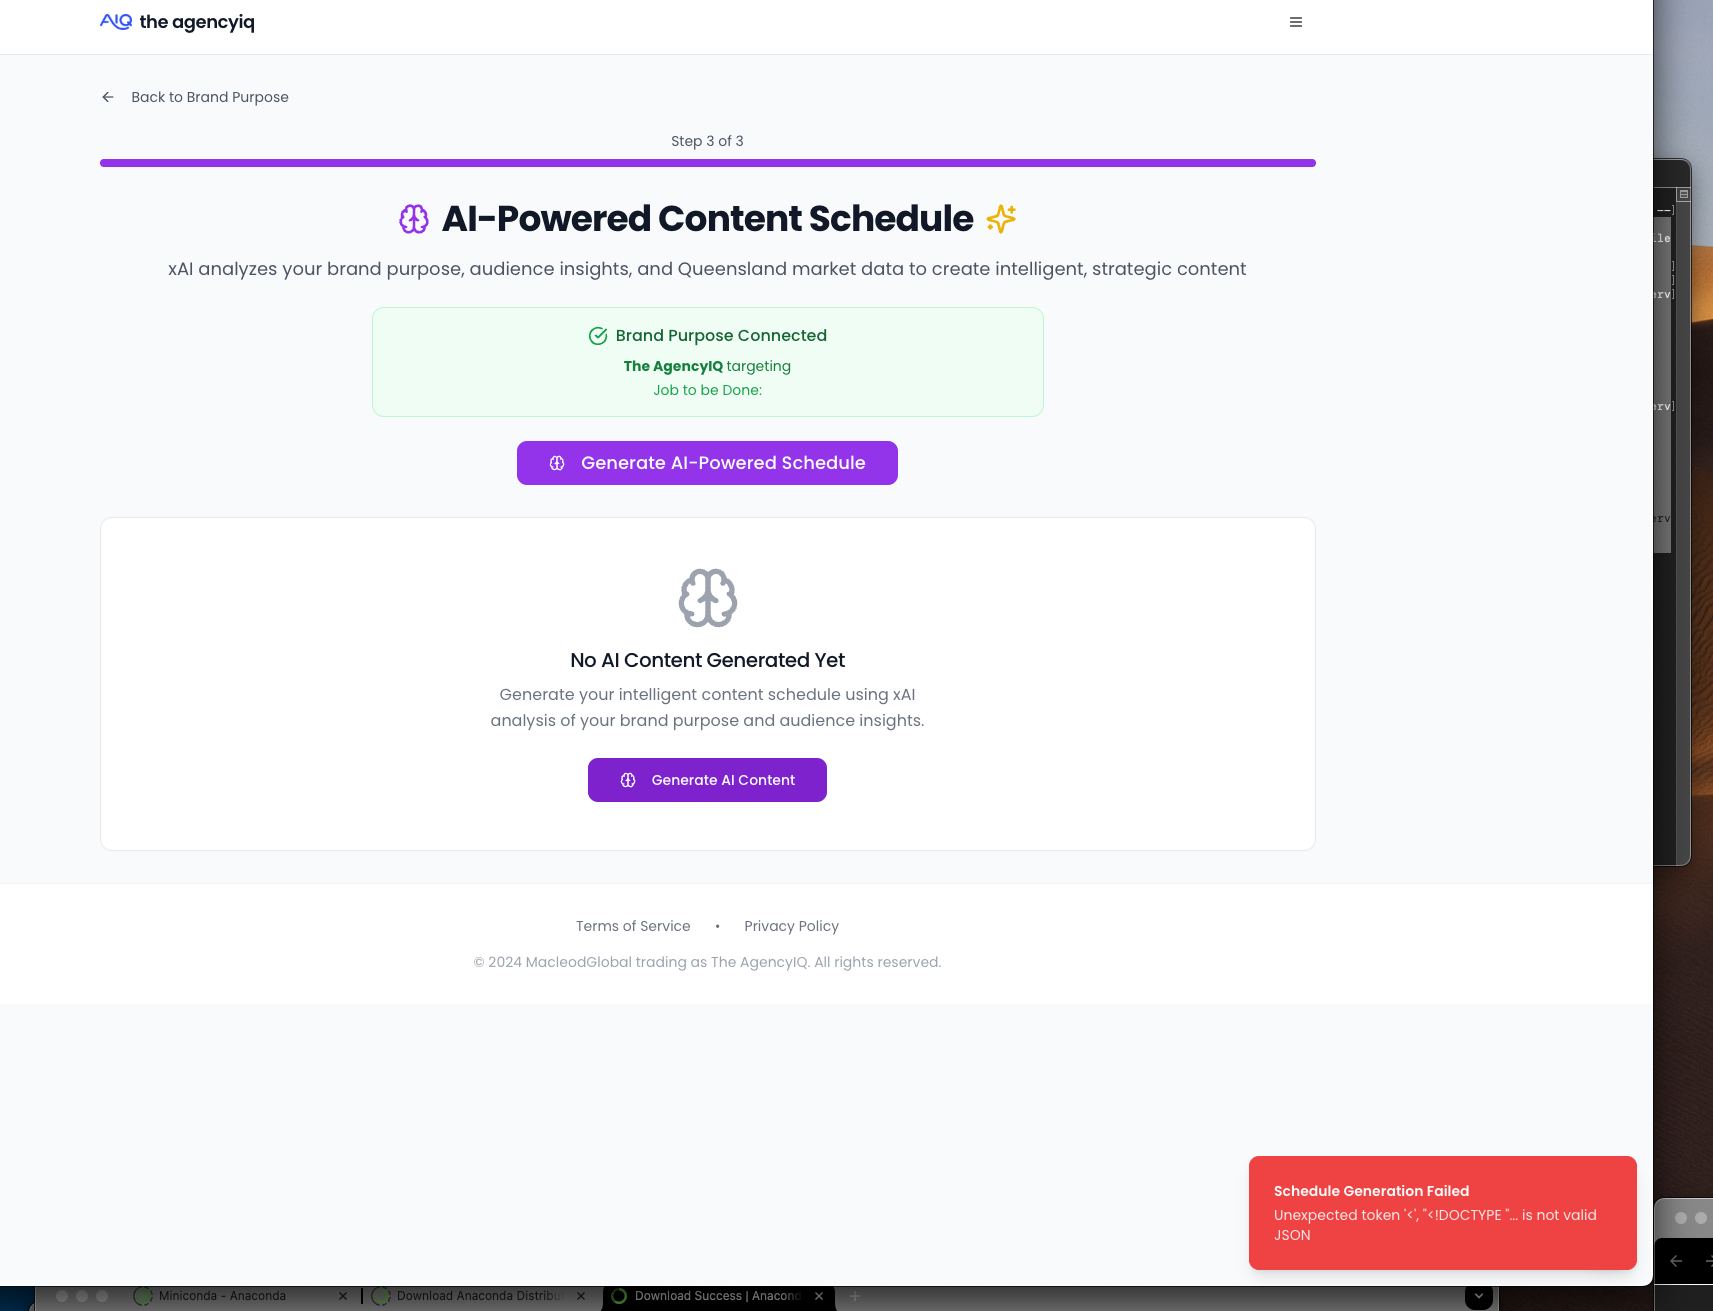 AIQ the agencyiq
Back to Brand Purpose
Step 3 of 3
AI-Powered Content Schedule
xAI analyzes your brand purpose, audience insights, and Queensland market data to create intelligent, strategic content
Brand Purpose Connected
The AgencyIQ targeting
Job to be Done:
Generate AI-Powered Schedule
No AI Content Generated Yet
Generate your intelligent content schedule using xAI
analysis of your brand purpose and audience insights.
Generate AI Content
Terms of Service • Privacy Policy
© 2024 MacleodGlobal trading as The AgencyIQ. All rights reserved.
Schedule Generation Failed
Unexpected token '<', "<!DOCTYPE "... is not valid
JSON
Miniconda - Anaconda
Download Anaconda Distribu
Download Success | Anacond